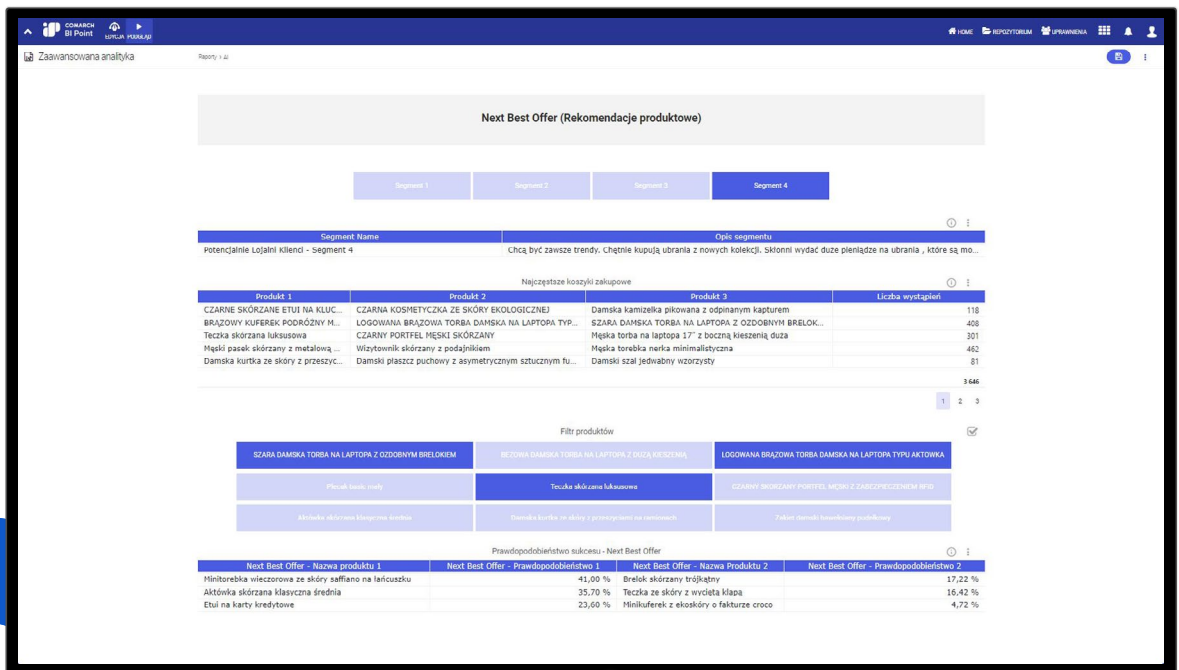 COMARCH
BI Point
EDYCJA PODGLĄD
HOME REPOZYTORIUM UPRAWNIENIA
Zaawansowana analityka
Raporty › AI
Next Best Offer (Rekomendacje produktowe)
Segment 1 Segment 2 Segment 3 Segment 4
Segment Name Opis segmentu
Potencjalnie Lojalni Klienci - Segment 4 Chcą być zawsze trendy. Chętnie kupują ubrania z nowych kolekcji. Skłonni wydać duże pieniądze na ubrania , które są mo...
Najczęstsze koszyki zakupowe
Produkt 1 Produkt 2 Produkt 3 Liczba wystąpień
CZARNE SKÓRZANE ETUI NA KLUC... CZARNA KOSMETYCZKA ZE SKÓRY EKOLOGICZNEJ Damska kamizelka pikowana z odpinanym kapturem 118
BRĄZOWY KUFEREK PODRÓŻNY M... LOGOWANA BRĄZOWA TORBA DAMSKA NA LAPTOPA TYP... SZARA DAMSKA TORBA NA LAPTOPA Z OZDOBNYM BRELOK... 408
Teczka skórzana luksusowa CZARNY PORTFEL MĘSKI SKÓRZANY Męska torba na laptopa 17" z boczną kieszenią duża 301
Męski pasek skórzany z metalową ... Wizytownik skórzany z podajnikiem Męska torebka nerka minimalistyczna 462
Damska kurtka ze skóry z przeszyc... Damski płaszcz puchowy z asymetrycznym sztucznym fu... Damski szal jedwabny wzorzysty 81
3 646
1 2 3
Filtr produktów
SZARA DAMSKA TORBA NA LAPTOPA Z OZDOBNYM BRELOKIEM BEŻOWA DAMSKA TORBA NA LAPTOPA Z DUŻĄ KIESZENIĄ LOGOWANA BRĄZOWA TORBA DAMSKA NA LAPTOPA TYPU AKTOWKA
Plecak basic mały Teczka skórzana luksusowa CZARNY SKÓRZANY PORTFEL MĘSKI Z ZABEZPIECZENIEM RFID
Aktówka skórzana klasyczna średnia Damska kurtka ze skóry z przeszyciami na ramionach Żakiet damski bawełniany pudełkowy
Prawdopodobieństwo sukcesu - Next Best Offer
Next Best Offer - Nazwa produktu 1 Next Best Offer - Prawdopodobieństwo 1 Next Best Offer - Nazwa Produktu 2 Next Best Offer - Prawdopodobieństwo 2
Minitorebka wieczorowa ze skóry saffiano na łańcuszku 41,00 % Brelok skórzany trójkątny 17,22 %
Aktówka skórzana klasyczna średnia 35,70 % Teczka ze skóry z wyciętą klapą 16,42 %
Etui na karty kredytowe 23,60 % Minikuferek z ekoskóry o fakturze croco 4,72 %